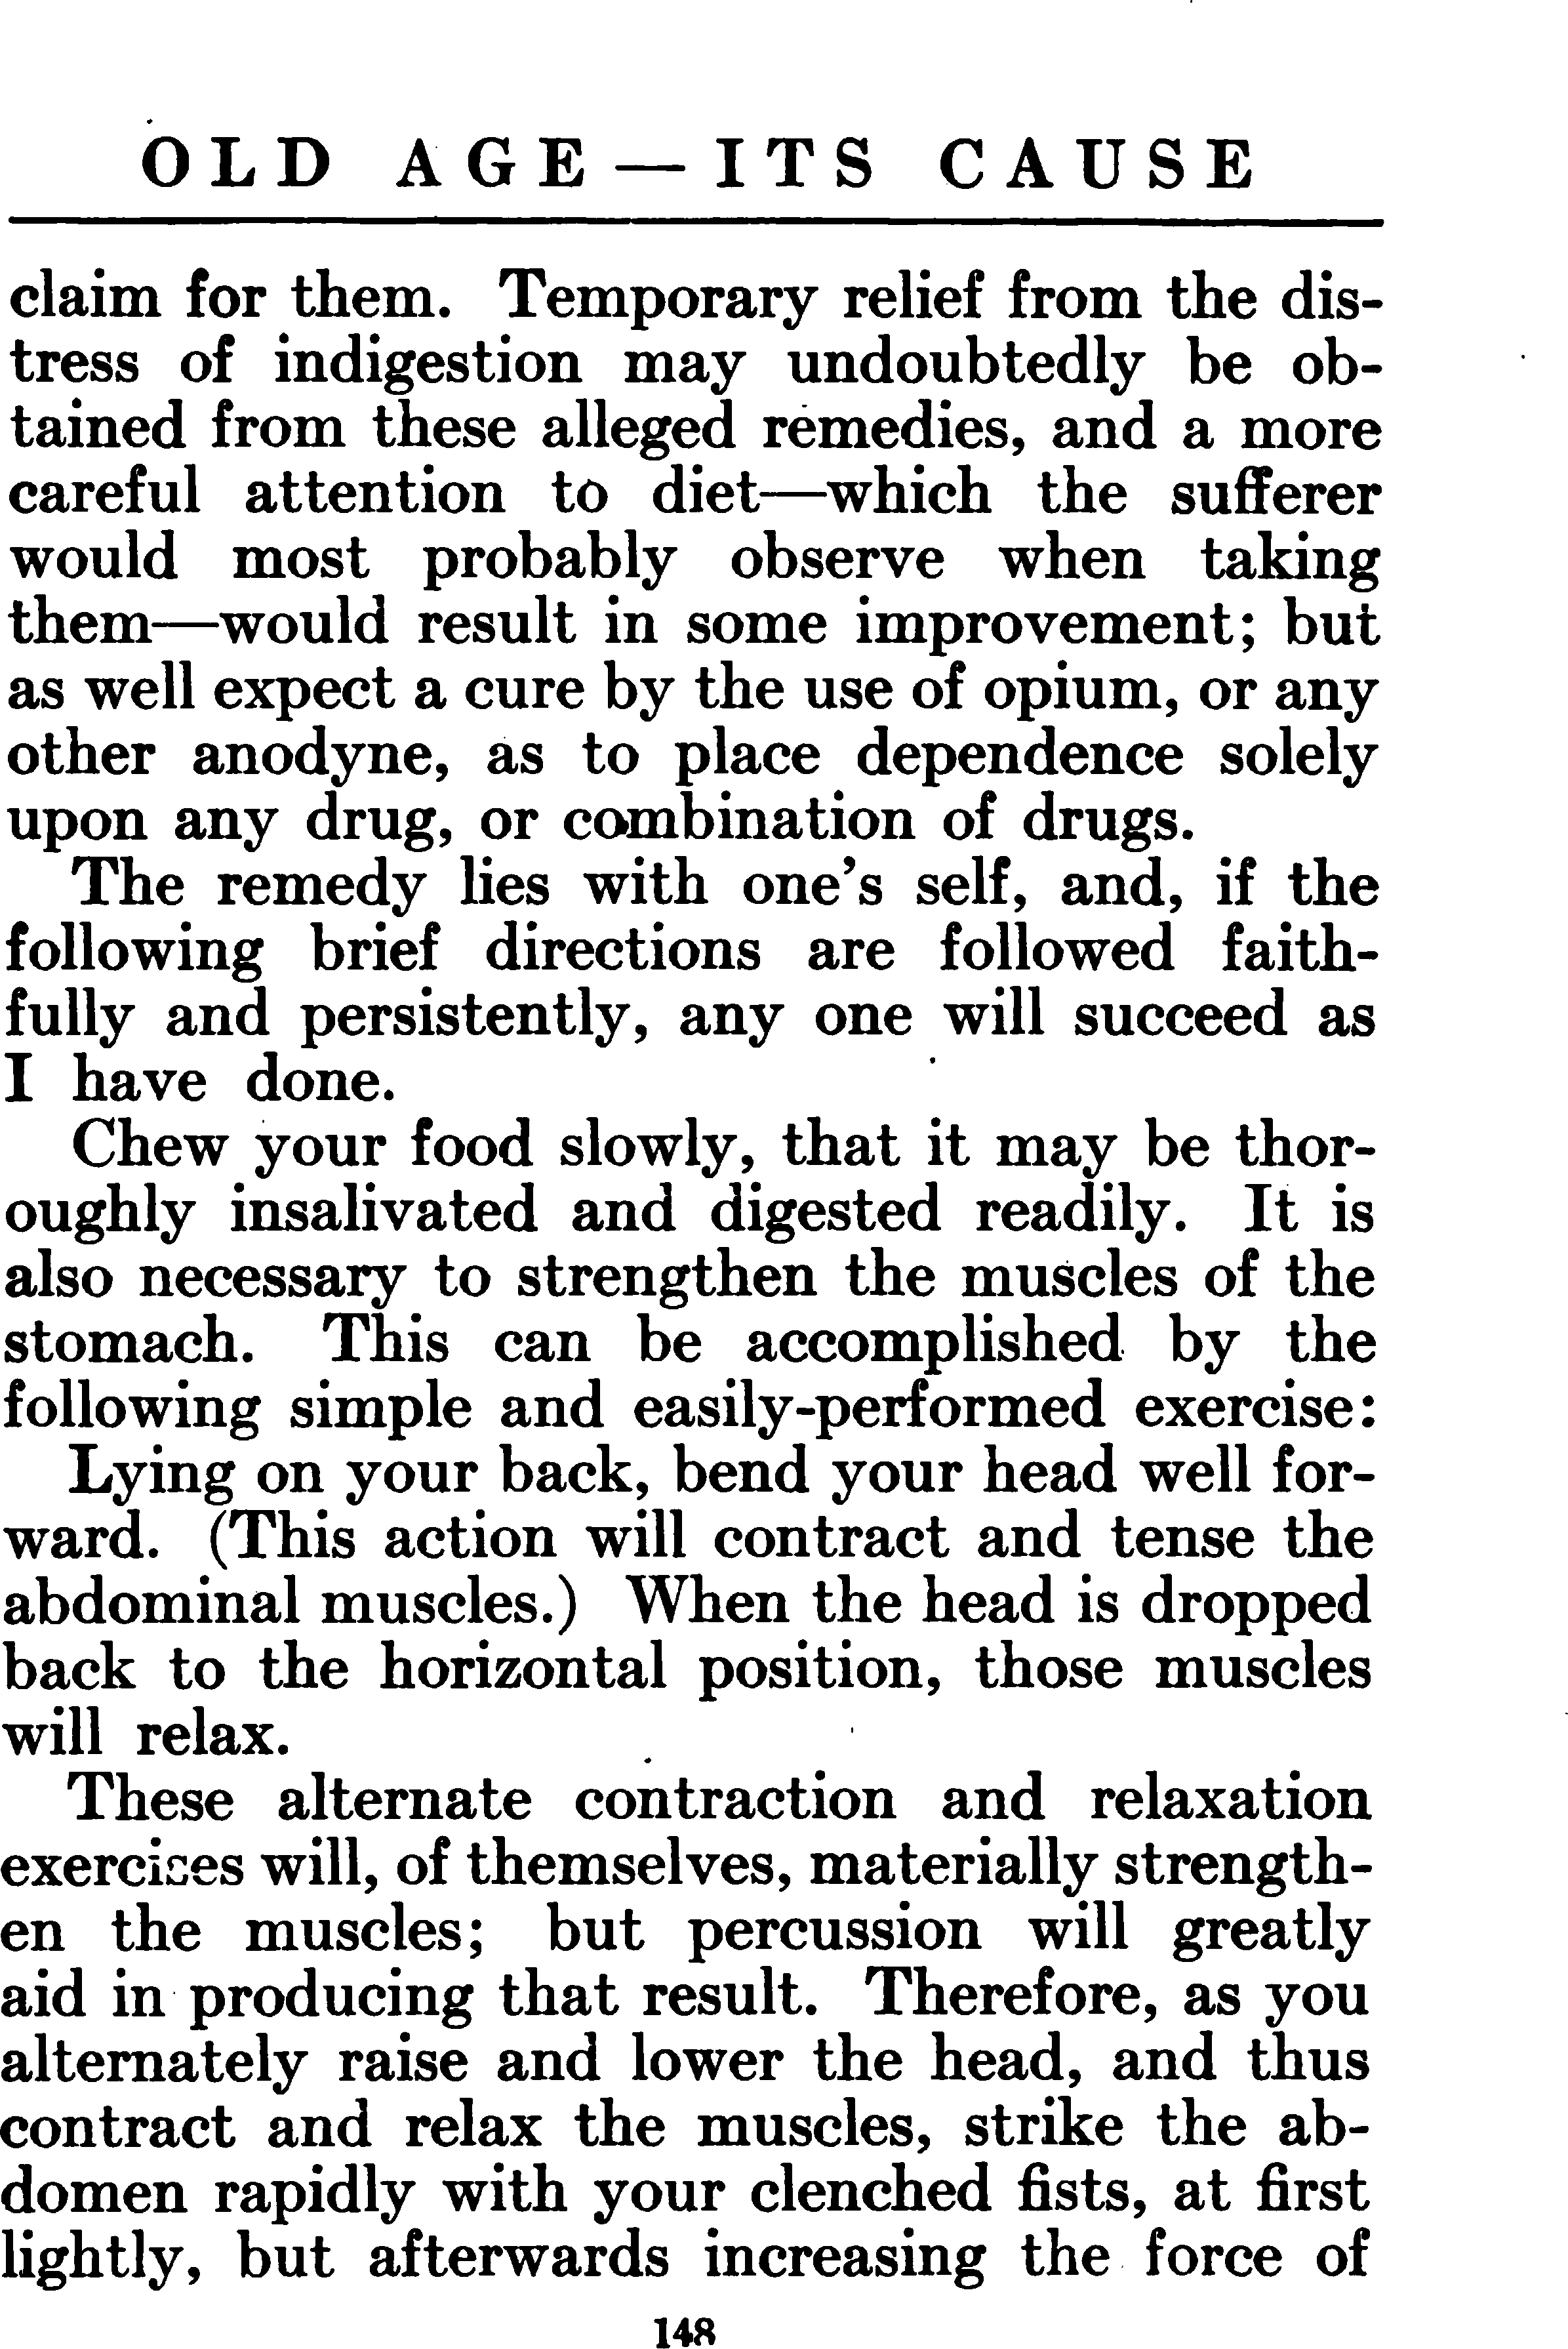 OLD AGE—ITS CAUSE
claim for them. Temporary relief from the dis-
tress of indigestion may undoubtedly be ob-
tained from these alleged remedies, and a more
careful attention to diet—which the sufferer
would most probably observe when taking
them—would result in some improvement; but
as well expect a cure by the use of opium, or any
other anodyne, as to place dependence solely
upon any drug, or combination of drugs.
The remedy lies with one's self, and, if the
following brief directions are followed faith-
fully and persistently, any one will succeed as
I have done.
Chew your food slowly, that it may be thor-
oughly insalivated and digested readily. It is
also necessary to strengthen the muscles of the
stomach. This can be accomplished by the
following simple and easily-performed exercise:
Lying on your back, bend your head well for-
ward. (This action will contract and tense the
abdominal muscles.) When the head is dropped
back to the horizontal position, those muscles
will relax.
These alternate contraction and relaxation
exercises will, of themselves, materially strength-
en the muscles; but percussion will greatly
aid in producing that result. Therefore, as you
alternately raise and lower the head, and thus
contract and relax the muscles, strike the ab-
domen rapidly with your clenched fists, at first
lightly, but afterwards increasing the force of
148